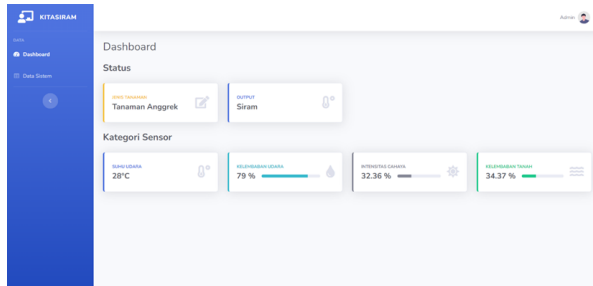 KITASIRAM
Admin
DATA
Dashboard
Data Sistem
Dashboard
Status
JENIS TANAMAN
Tanaman Anggrek
OUTPUT
Siram
Kategori Sensor
SUHU UDARA
28°C
KELEMBABAN UDARA
79 %
INTENSITAS CAHAYA
32.36 %
KELEMBABAN TANAH
34.37 %